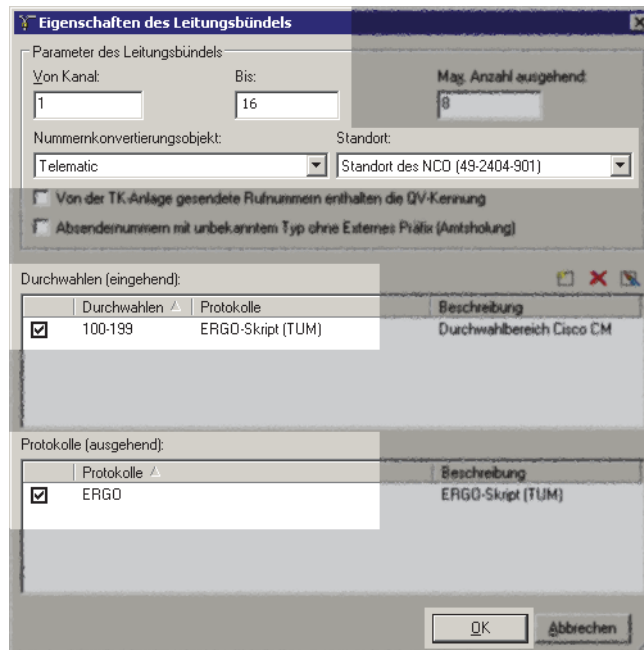 Eigenschaften des Leitungsbündels
Parameter des Leitungsbündels
Von Kanal:
Bis:
Max. Anzahl ausgehend:
1
16
8
Nummernkonvertierungsobjekt:
Standort:
Telematic
Standort des NCO (49-2404-901)
Von der TK-Anlage gesendete Rufnummern enthalten die QV-Kennung
Absendernummern mit unbekanntem Typ ohne Externes Präfix (Amtsholung)
Durchwahlen (eingehend):
Durchwahlen Protokolle Beschreibung
100-199 ERGO-Skript (TUM) Durchwahlbereich Cisco CM
Protokolle (ausgehend):
Protokolle Beschreibung
ERGO ERGO-Skript (TUM)
OK Abbrechen